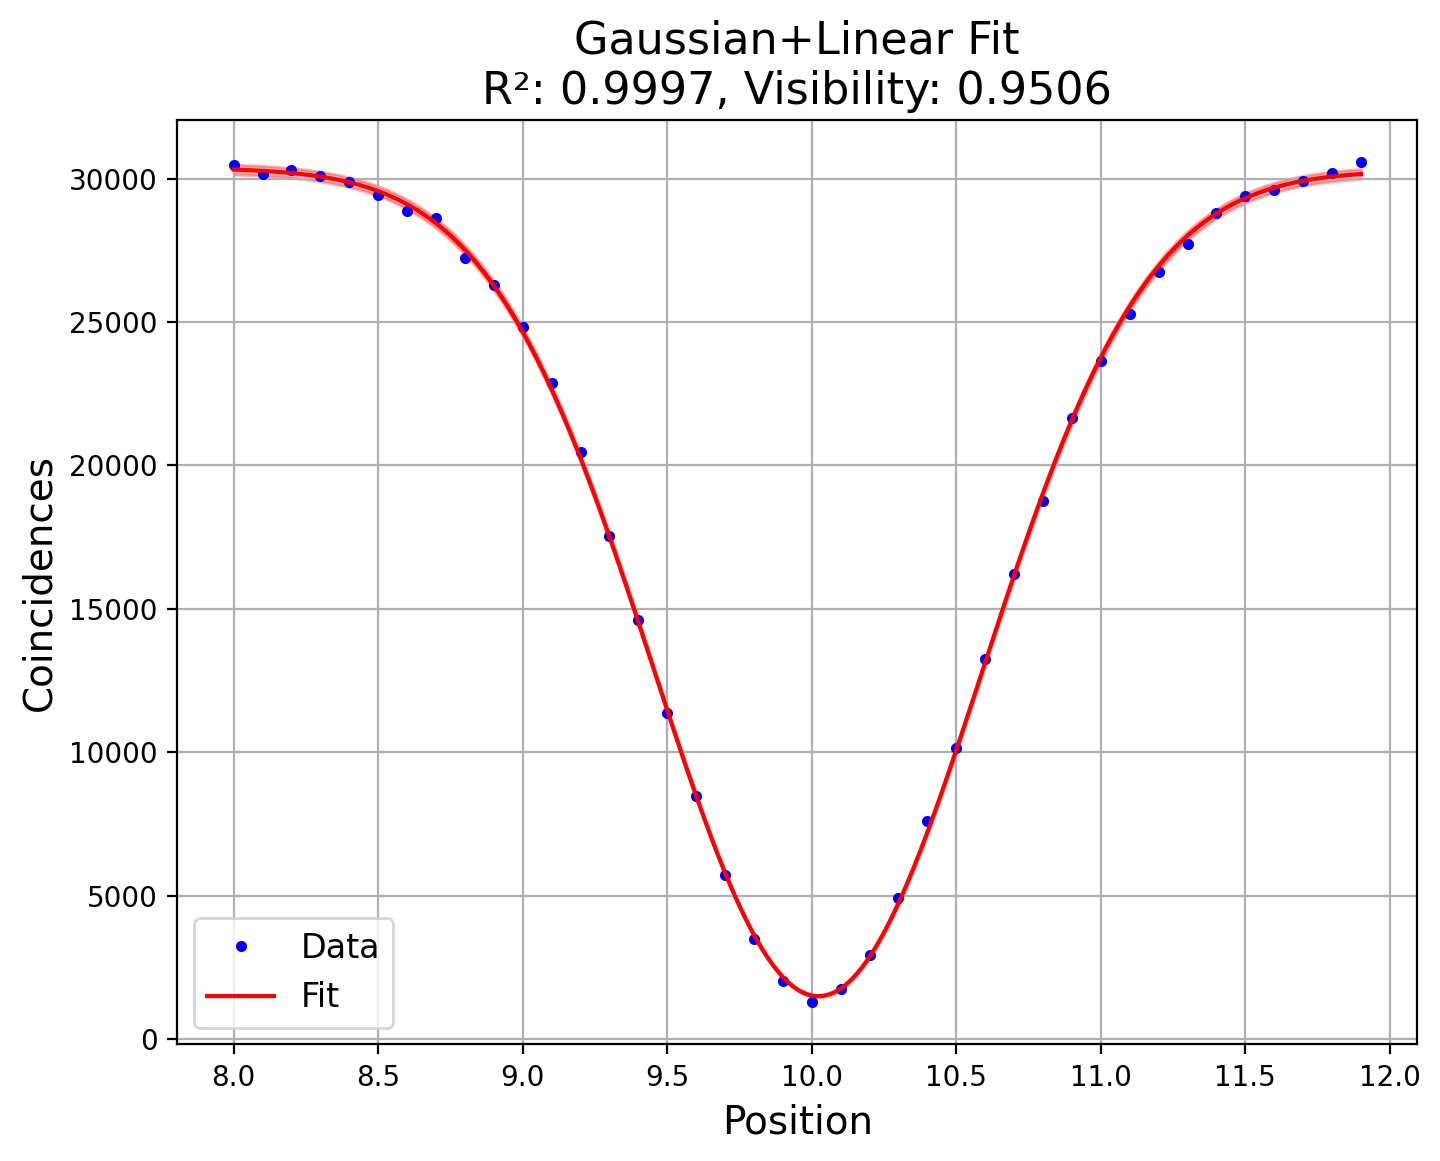 Gaussian+Linear Fit
R²: 0.9997, Visibility: 0.9506
Coincidences
30000
25000
20000
15000
10000
5000
0
Data
Fit
8.0 8.5 9.0 9.5 10.0 10.5 11.0 11.5 12.0
Position